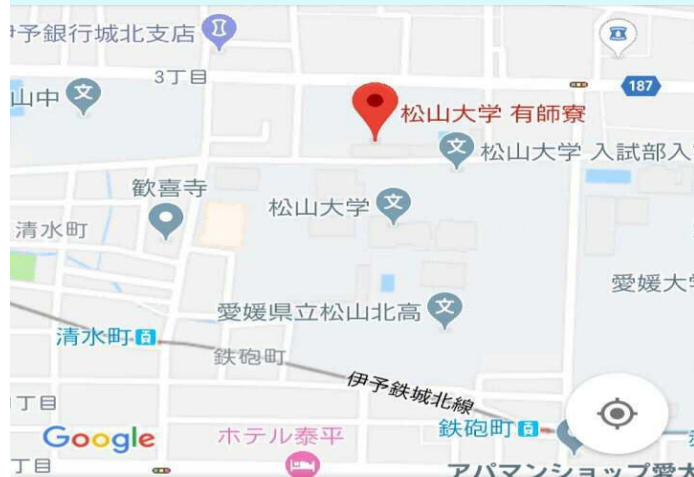 伊予銀行城北支店
3丁目
187
山中
松山大学 有師寮
松山大学 入試部入
歓喜寺
松山大学
清水町
愛媛大学
愛媛県立松山北高
清水町
鉄砲町
伊予鉄城北線
丁目
Google
ホテル泰平
鉄砲町
丁目
アパマンショップ愛大